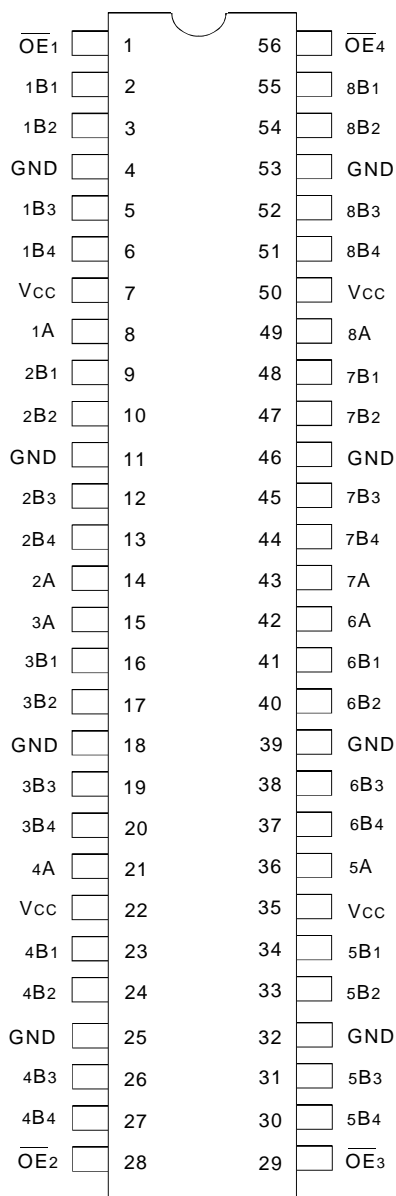 OE1 1 56 OE4
1B1 2 55 8B1
1B2 3 54 8B2
GND 4 53 GND
1B3 5 52 8B3
1B4 6 51 8B4
VCC 7 50 VCC
1A 8 49 8A
2B1 9 48 7B1
2B2 10 47 7B2
GND 11 46 GND
2B3 12 45 7B3
2B4 13 44 7B4
2A 14 43 7A
3A 15 42 6A
3B1 16 41 6B1
3B2 17 40 6B2
GND 18 39 GND
3B3 19 38 6B3
3B4 20 37 6B4
4A 21 36 5A
VCC 22 35 VCC
4B1 23 34 5B1
4B2 24 33 5B2
GND 25 32 GND
4B3 26 31 5B3
4B4 27 30 5B4
OE2 28 29 OE3